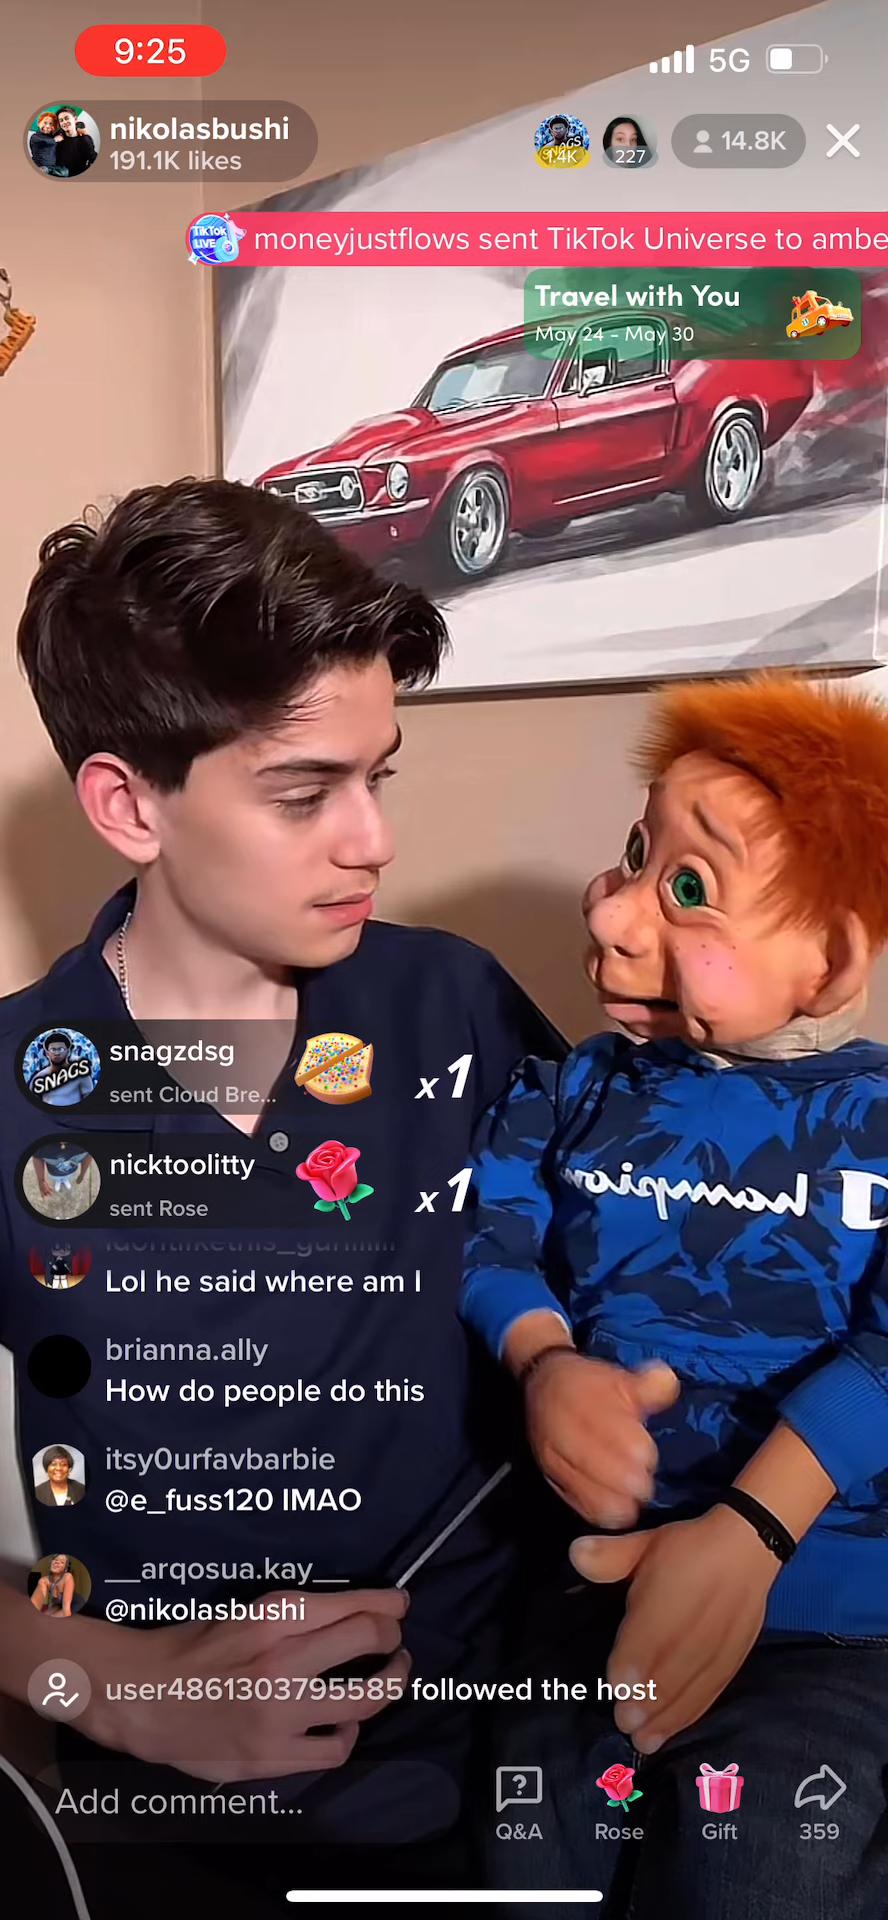 9:25
5G
nikolasbushi
191.1K likes
1.4K
227
14.8K
TikTok
LIVE
moneyjustflows sent TikTok Universe to ambe
Travel with You
May 24 - May 30
snagzdsg
SNAGS
sent Cloud Bre...
x1
nicktoolitty
sent Rose
x1
Lol he said where am I
brianna.ally
How do people do this
itsy0urfavbarbie
@e_fuss120 lMAO
__arqosua.kay__
@nikolasbushi
user4861303795585 followed the host
Champion
Add comment...
Q&A
Rose
Gift
359